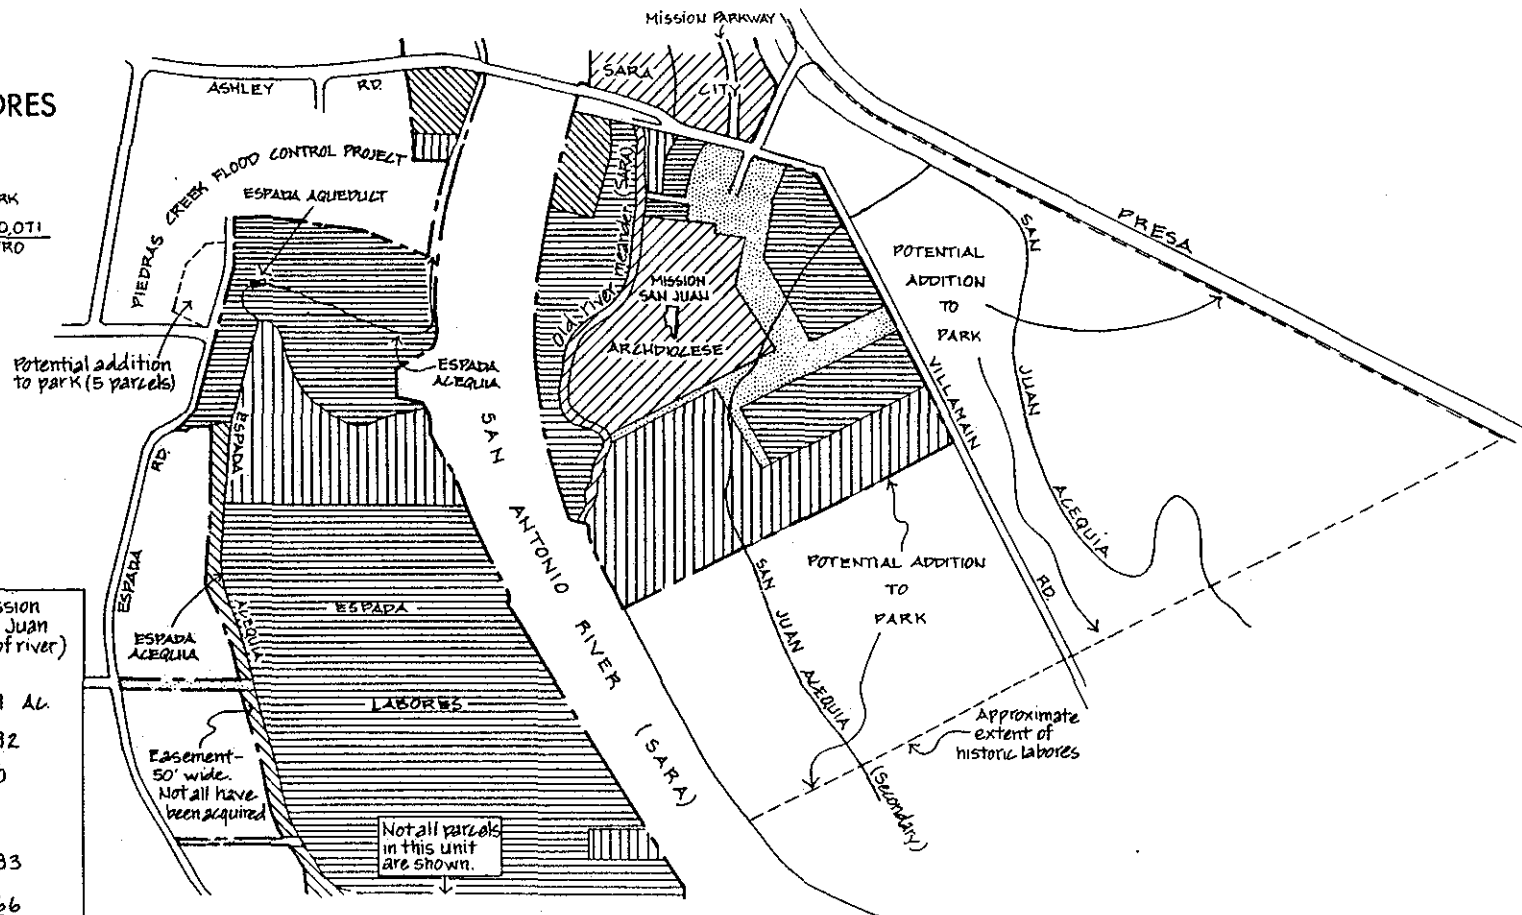 MISSION PARKWAY
SARA
CITY
ASHLEY RD.
ORES
PIEDRAS CREEK FLOOD CONTROL PROJECT
ESPADA AQUEDUCT
RK
0,071
RO
Old river meander (SARA)
MISSION
SAN JUAN
ARCHDIOCESE
POTENTIAL
ADDITION
TO
PARK
PRESA
SAN JUAN ACEQUIA
VILLAMAIN RD.
Potential addition
to park (5 parcels)
ESPADA
ACEQUIA
ESPADA RD.
ESPADA ACEQUIA
SAN ANTONIO RIVER (SARA)
POTENTIAL ADDITION
TO
PARK
SAN JUAN ACEQUIA (Secondary)
ESPADA
LABORES
ESPADA
ACEQUIA
Easement-
50' wide.
Not all have
been acquired
Not all parcels
in this unit
are shown.
Approximate
extent of
historic labores
ssion
Juan
of river)
AC.
32
0
33
66